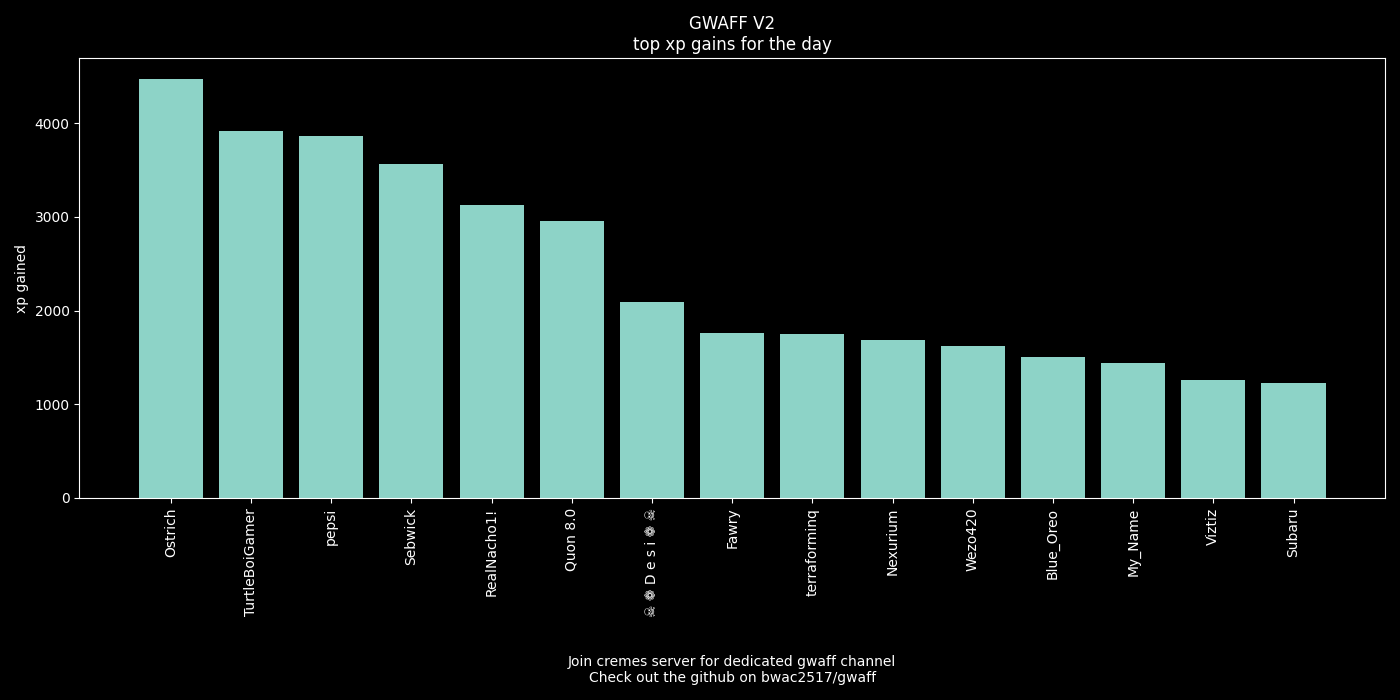 GWAFF V2
top xp gains for the day
xp gained
4000
3000
2000
1000
0
Ostrich
TurtleBoiGamer
pepsi
Sebwick
RealNacho1!
Quon 8.0
☠ ❁ D e s i ❁ ☠
Fawry
terraforminq
Nexurium
Wezo420
Blue_Oreo
My_Name
Viztiz
Subaru
Join cremes server for dedicated gwaff channel
Check out the github on bwac2517/gwaff